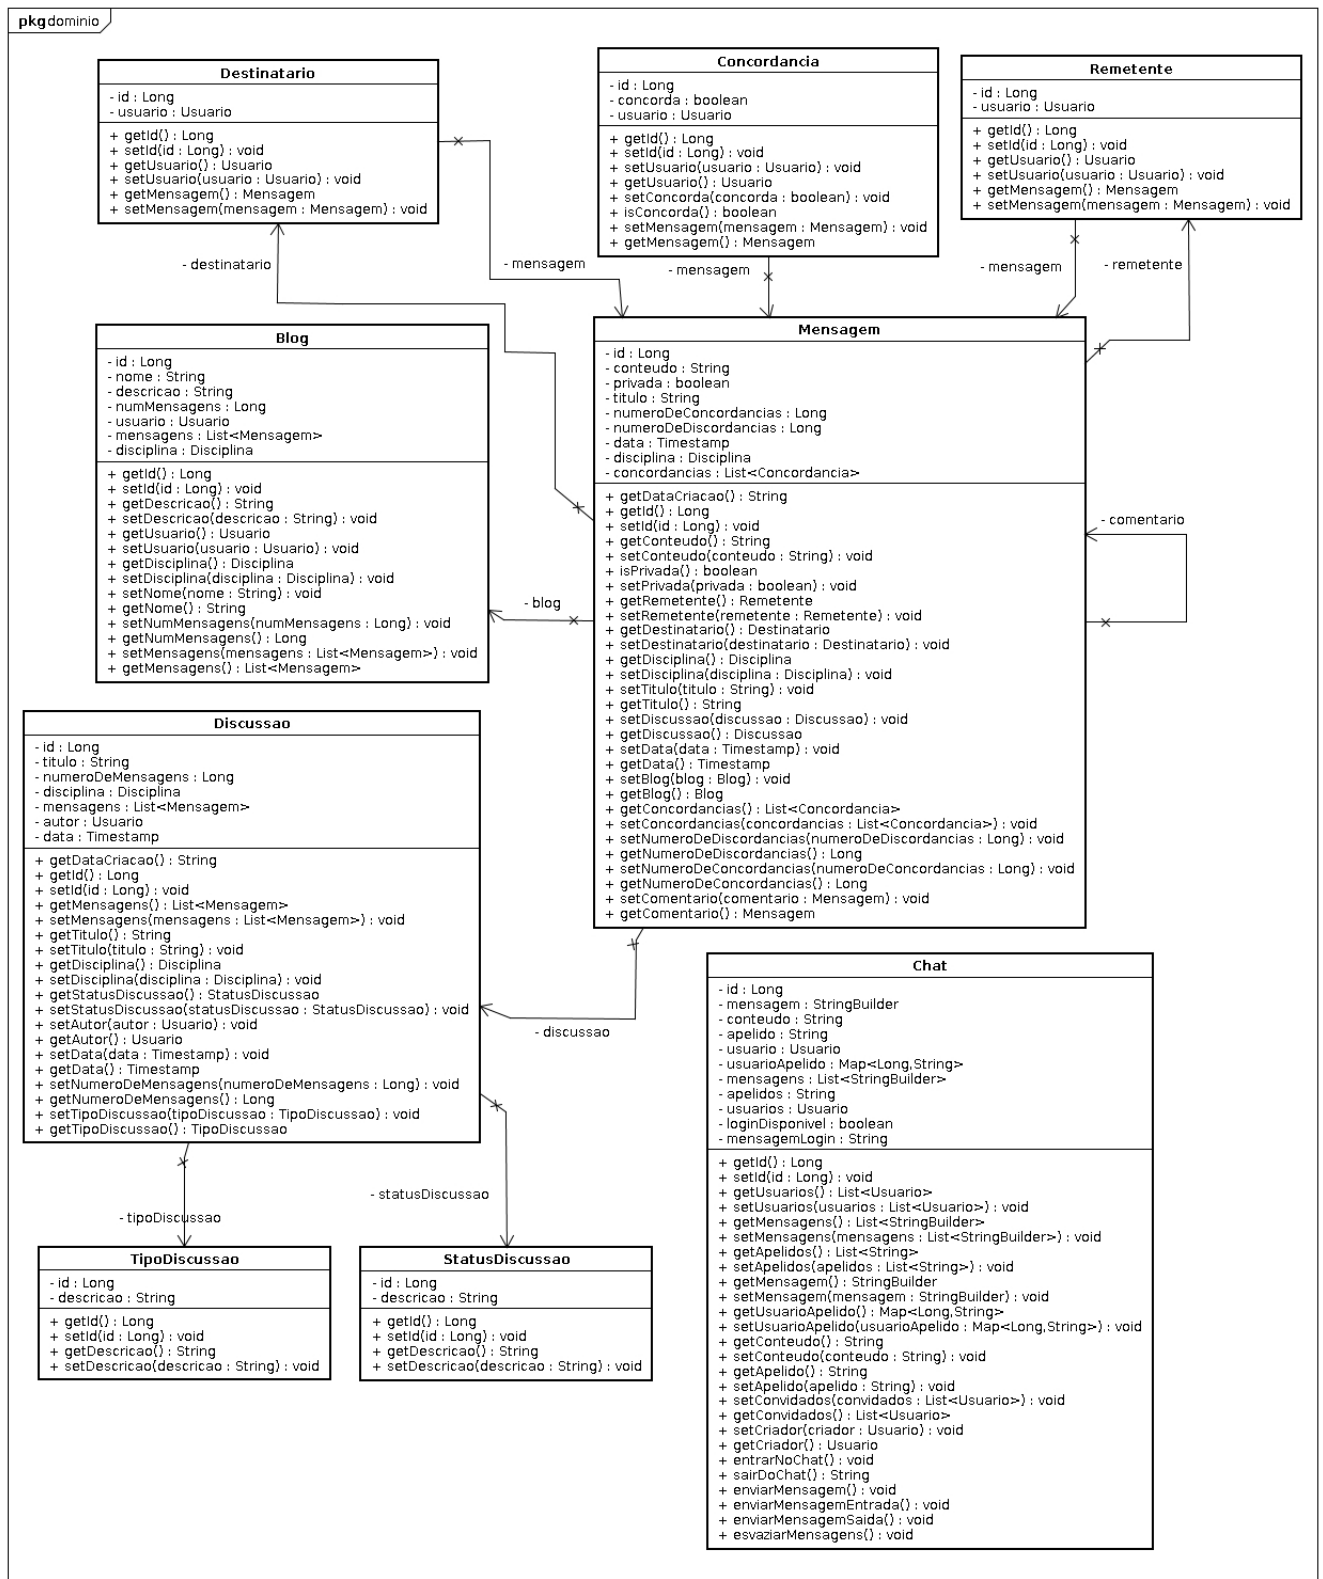 pkg dominio
Destinatario
- id : Long
- usuario : Usuario
+ getId() : Long
+ setId(id : Long) : void
+ getUsuario() : Usuario
+ setUsuario(usuario : Usuario) : void
+ getMensagem() : Mensagem
+ setMensagem(mensagem : Mensagem) : void
Concordancia
- id : Long
- concorda : boolean
- usuario : Usuario
+ getId() : Long
+ setId(id : Long) : void
+ setUsuario(usuario : Usuario) : void
+ getUsuario() : Usuario
+ setConcorda(concorda : boolean) : void
+ isConcorda() : boolean
+ setMensagem(mensagem : Mensagem) : void
+ getMensagem() : Mensagem
Remetente
- id : Long
- usuario : Usuario
+ getId() : Long
+ setId(id : Long) : void
+ getUsuario() : Usuario
+ setUsuario(usuario : Usuario) : void
+ getMensagem() : Mensagem
+ setMensagem(mensagem : Mensagem) : void
- destinatario
- mensagem
- mensagem
- mensagem
- remetente
Blog
- id : Long
- nome : String
- descricao : String
- numMensagens : Long
- usuario : Usuario
- mensagens : List<Mensagem>
- disciplina : Disciplina
+ getId() : Long
+ setId(id : Long) : void
+ getDescricao() : String
+ setDescricao(descricao : String) : void
+ getUsuario() : Usuario
+ setUsuario(usuario : Usuario) : void
+ getDisciplina() : Disciplina
+ setDisciplina(disciplina : Disciplina) : void
+ setNome(nome : String) : void
+ getNome() : String
+ setNumMensagens(numMensagens : Long) : void
+ getNumMensagens() : Long
+ setMensagens(mensagens : List<Mensagem>) : void
+ getMensagens() : List<Mensagem>
- blog
Mensagem
- id : Long
- conteudo : String
- privada : boolean
- titulo : String
- numeroDeConcordancias : Long
- numeroDeDiscordancias : Long
- data : Timestamp
- disciplina : Disciplina
- concordancias : List<Concordancia>
+ getDataCriacao() : String
+ getId() : Long
+ setId(id : Long) : void
+ getConteudo() : String
+ setConteudo(conteudo : String) : void
+ isPrivada() : boolean
+ setPrivada(privada : boolean) : void
+ getRemetente() : Remetente
+ setRemetente(remetente : Remetente) : void
+ getDestinatario() : Destinatario
+ setDestinatario(destinatario : Destinatario) : void
+ getDisciplina() : Disciplina
+ setDisciplina(disciplina : Disciplina) : void
+ setTitulo(titulo : String) : void
+ getTitulo() : String
+ setDiscussao(discussao : Discussao) : void
+ getDiscussao() : Discussao
+ setData(data : Timestamp) : void
+ getData() : Timestamp
+ setBlog(blog : Blog) : void
+ getBlog() : Blog
+ getConcordancias() : List<Concordancia>
+ setConcordancias(concordancias : List<Concordancia>) : void
+ setNumeroDeDiscordancias(numeroDeDiscordancias : Long) : void
+ getNumeroDeDiscordancias() : Long
+ setNumeroDeConcordancias(numeroDeConcordancias : Long) : void
+ getNumeroDeConcordancias() : Long
+ setComentario(comentario : Mensagem) : void
+ getComentario() : Mensagem
- comentario
Discussao
- id : Long
- titulo : String
- numeroDeMensagens : Long
- disciplina : Disciplina
- mensagens : List<Mensagem>
- autor : Usuario
- data : Timestamp
+ getDataCriacao() : String
+ getId() : Long
+ setId(id : Long) : void
+ getMensagens() : List<Mensagem>
+ setMensagens(mensagens : List<Mensagem>) : void
+ getTitulo() : String
+ setTitulo(titulo : String) : void
+ getDisciplina() : Disciplina
+ setDisciplina(disciplina : Disciplina) : void
+ getStatusDiscussao() : StatusDiscussao
+ setStatusDiscussao(statusDiscussao : StatusDiscussao) : void
+ setAutor(autor : Usuario) : void
+ getAutor() : Usuario
+ setData(data : Timestamp) : void
+ getData() : Timestamp
+ setNumeroDeMensagens(numeroDeMensagens : Long) : void
+ getNumeroDeMensagens() : Long
+ setTipoDiscussao(tipoDiscussao : TipoDiscussao) : void
+ getTipoDiscussao() : TipoDiscussao
- discussao
- statusDiscussao
- tipoDiscussao
TipoDiscussao
- id : Long
- descricao : String
+ getId() : Long
+ setId(id : Long) : void
+ getDescricao() : String
+ setDescricao(descricao : String) : void
StatusDiscussao
- id : Long
- descricao : String
+ getId() : Long
+ setId(id : Long) : void
+ getDescricao() : String
+ setDescricao(descricao : String) : void
Chat
- id : Long
- mensagem : StringBuilder
- conteudo : String
- apelido : String
- usuario : Usuario
- usuarioApelido : Map<Long,String>
- mensagens : List<StringBuilder>
- apelidos : String
- usuarios : Usuario
- loginDisponivel : boolean
- mensagemLogin : String
+ getId() : Long
+ setId(id : Long) : void
+ getUsuarios() : List<Usuario>
+ setUsuarios(usuarios : List<Usuario>) : void
+ getMensagens() : List<StringBuilder>
+ setMensagens(mensagens : List<StringBuilder>) : void
+ getApelidos() : List<String>
+ setApelidos(apelidos : List<String>) : void
+ getMensagem() : StringBuilder
+ setMensagem(mensagem : StringBuilder) : void
+ getUsuarioApelido() : Map<Long,String>
+ setUsuarioApelido(usuarioApelido : Map<Long,String>) : void
+ getConteudo() : String
+ setConteudo(conteudo : String) : void
+ getApelido() : String
+ setApelido(apelido : String) : void
+ setConvidados(convidados : List<Usuario>) : void
+ getConvidados() : List<Usuario>
+ setCriador(criador : Usuario) : void
+ getCriador() : Usuario
+ entrarNoChat() : void
+ sairDoChat() : String
+ enviarMensagem() : void
+ enviarMensagemEntrada() : void
+ enviarMensagemSaida() : void
+ esvaziarMensagens() : void